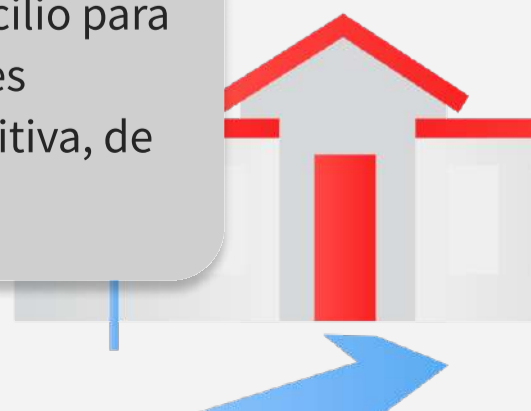 cilio para
es
itiva, de